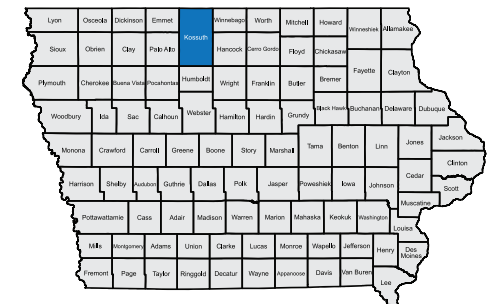 Lyon Osceola Dickinson Emmet Kossuth Winnebago Worth Mitchell Howard Winneshiek Allamakee
Sioux Obrien Clay Palo Alto Hancock Cerro Gordo Floyd Chickasaw
Plymouth Cherokee Buena Vista Pocahontas Humboldt Wright Franklin Butler Bremer Fayette Clayton
Woodbury Ida Sac Calhoun Webster Hamilton Hardin Grundy Black Hawk Buchanan Delaware Dubuque
Monona Crawford Carroll Greene Boone Story Marshall Tama Benton Linn Jones Jackson
Clinton
Harrison Shelby Audubon Guthrie Dallas Polk Jasper Poweshiek Iowa Johnson Cedar Scott
Muscatine
Pottawattamie Cass Adair Madison Warren Marion Mahaska Keokuk Washington Louisa
Mills Montgomery Adams Union Clarke Lucas Monroe Wapello Jefferson Henry Des
Moines
Fremont Page Taylor Ringgold Decatur Wayne Appanoose Davis Van Buren Lee